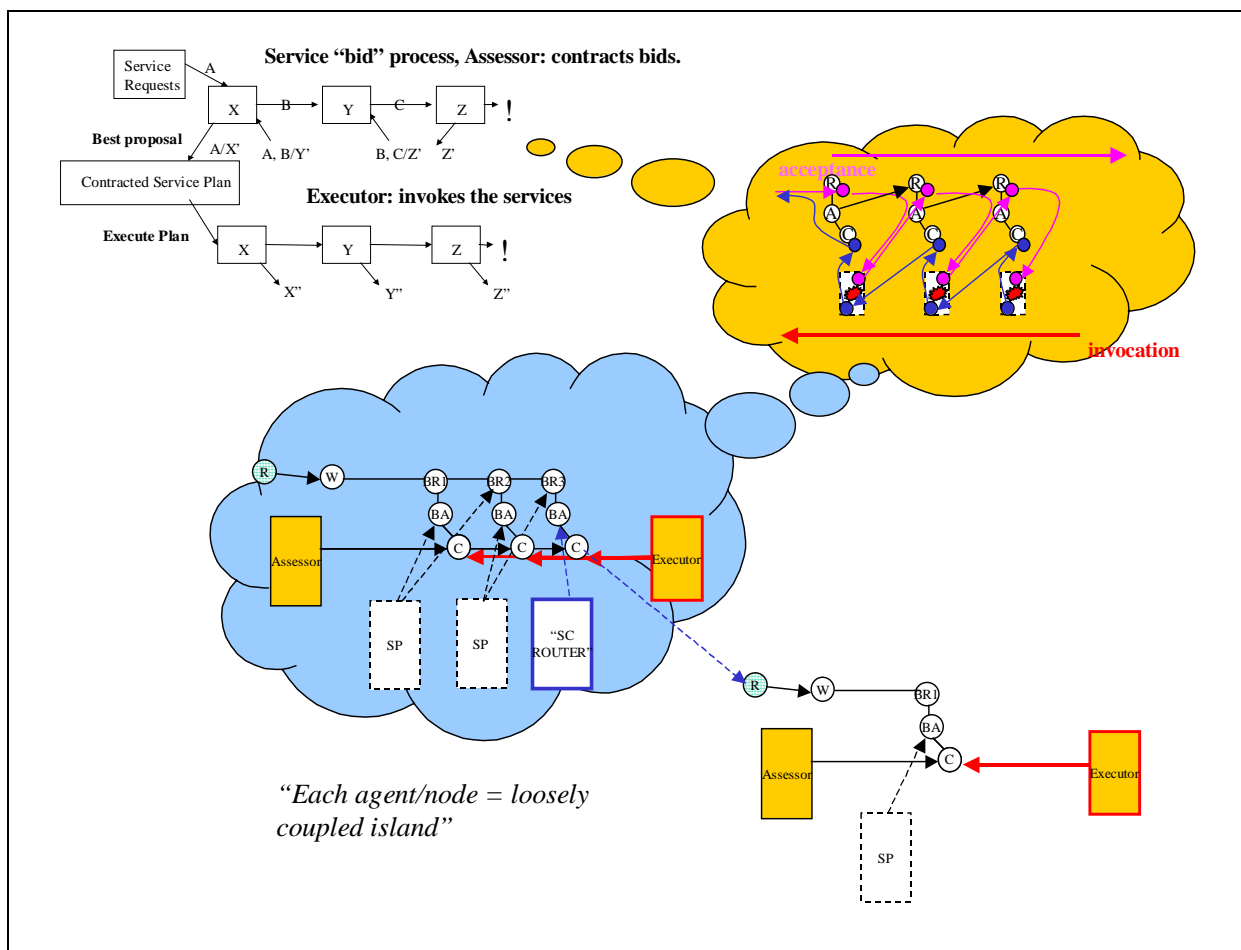 Service “bid” process, Assessor: contracts bids.
Service
Requests
A
X
B
Y
C
Z
!
Best proposal
A/X’
A, B/Y’
B, C/Z’
Z’
Contracted Service Plan
Executor: invokes the services
Execute Plan
X
Y
Z
!
X”
Y”
Z”
acceptance
R
R
R
A
A
A
C
C
C
invocation
R
W
BR1
BR2
BR3
BA
BA
BA
C
C
C
Assessor
Executor
SP
SP
“SC
ROUTER”
R
W
BR1
BA
C
Assessor
Executor
SP
“Each agent/node = loosely
coupled island”